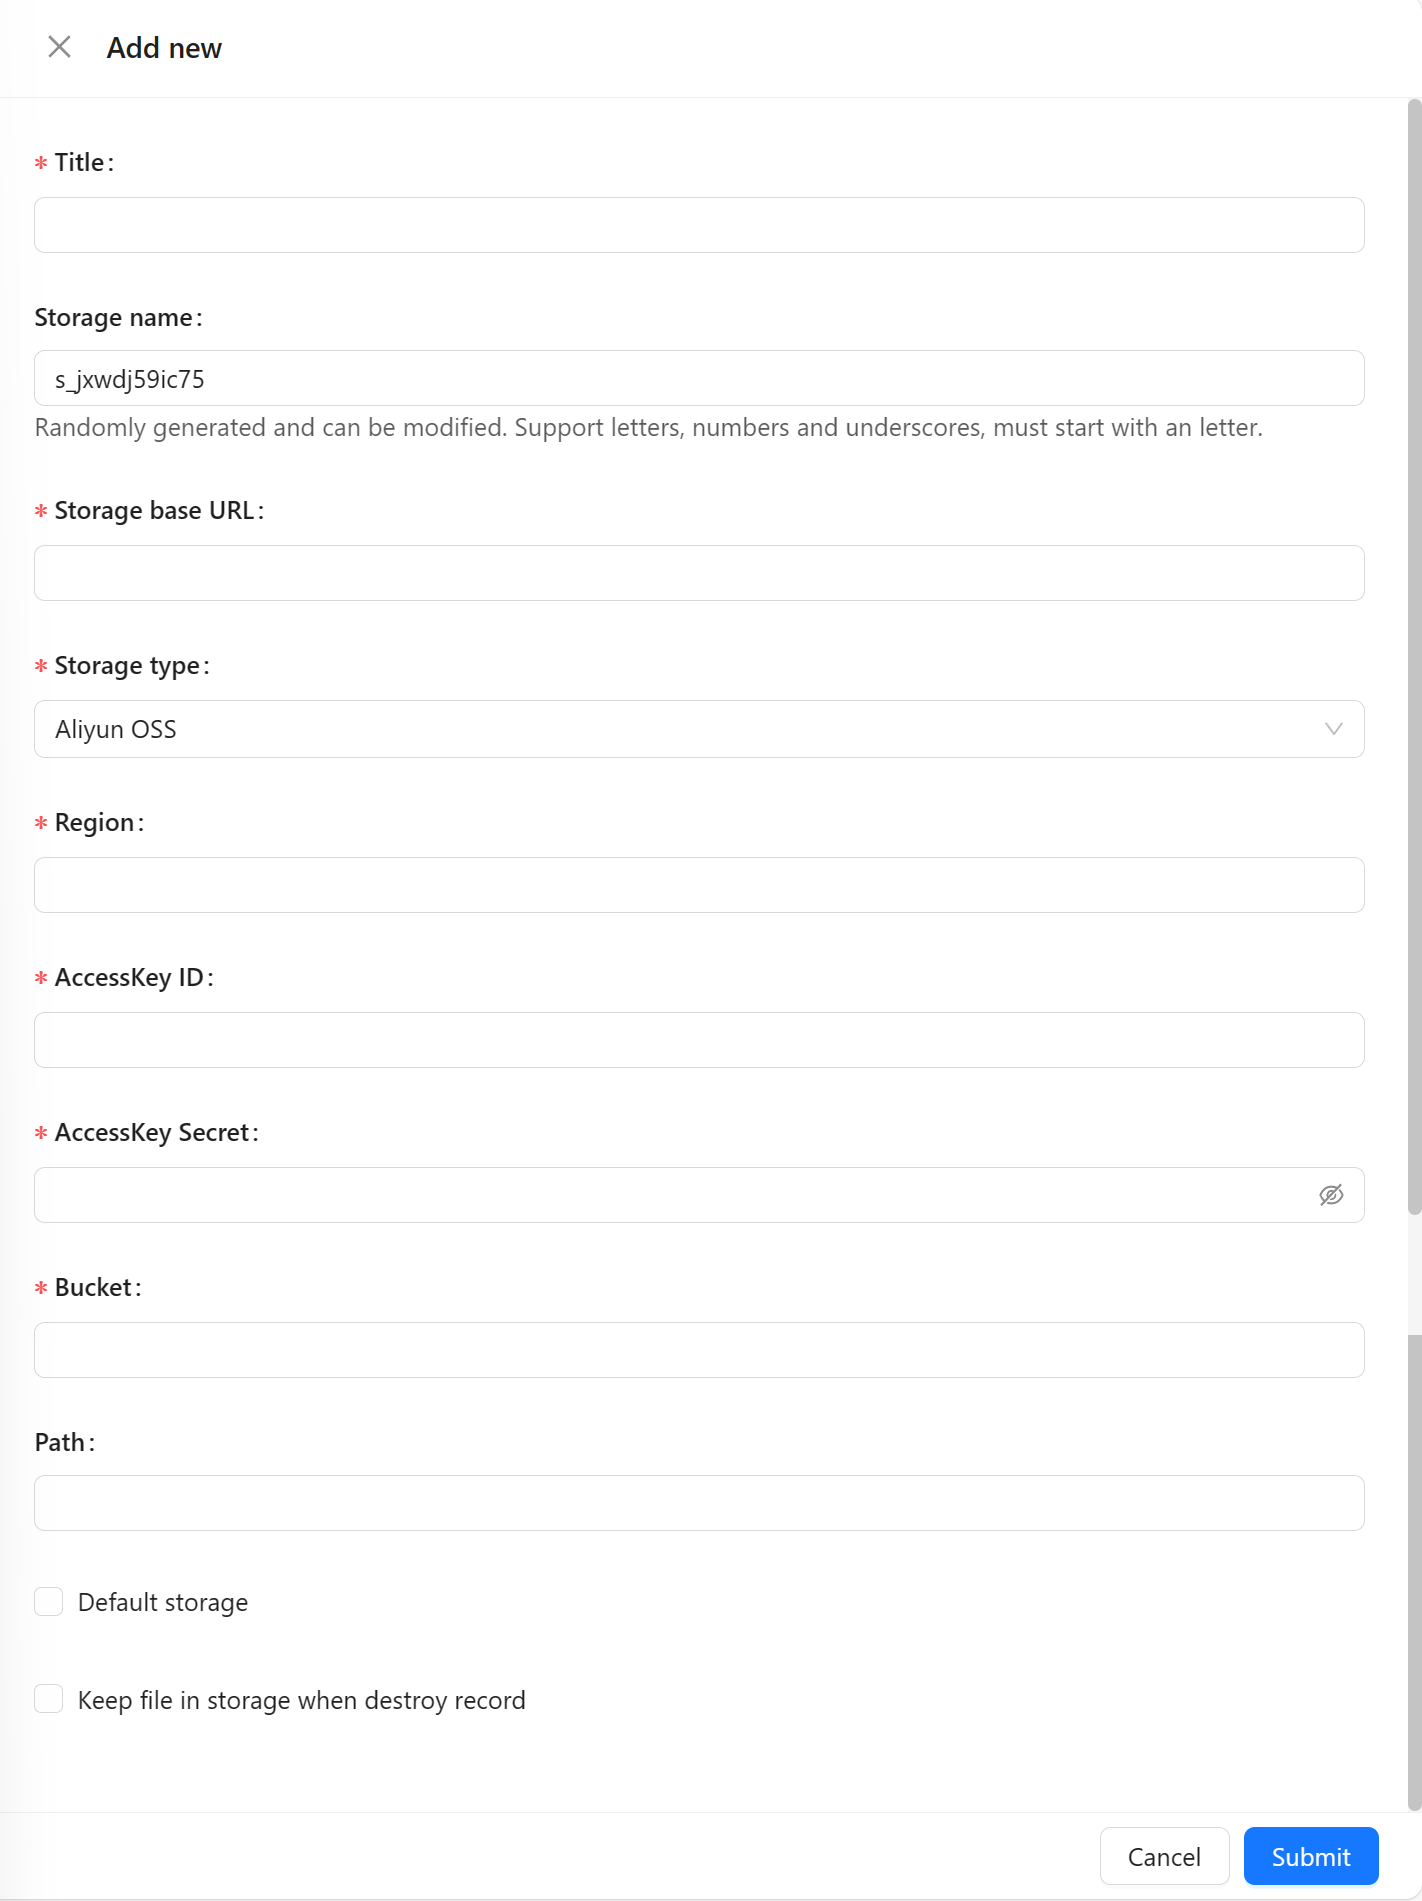 Add new
* Title:
Storage name:
s_jxwdj59ic75
Randomly generated and can be modified. Support letters, numbers and underscores, must start with an letter.
* Storage base URL:
* Storage type:
Aliyun OSS
* Region:
* AccessKey ID:
* AccessKey Secret:
* Bucket:
Path:
Default storage
Keep file in storage when destroy record
Cancel Submit